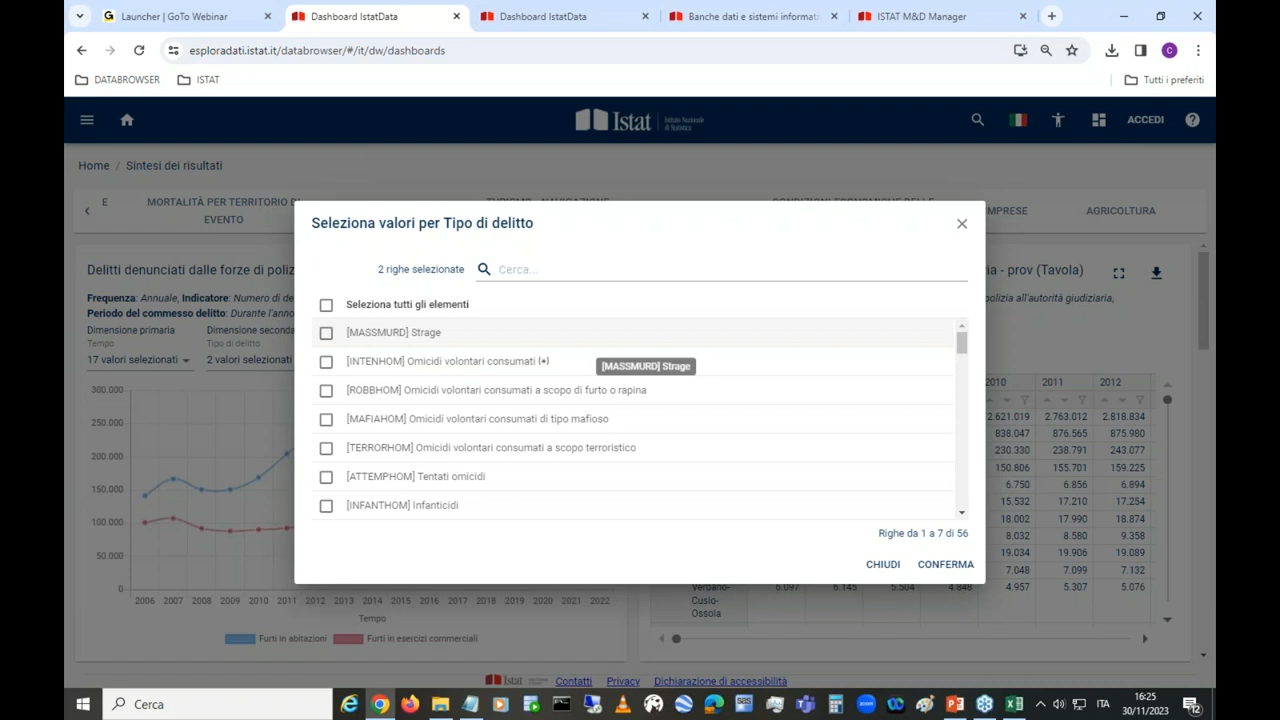 Launcher | GoTo Webinar
Dashboard IstatData
Dashboard IstatData
Banche dati e sistemi informat
ISTAT M&D Manager
esploradati.istat.it/databrowser/#/it/dw/dashboards
C
DATABROWSER
ISTAT
Tutti i preferiti
Istat
Istituto Nazionale
di Statistica
ACCEDI
Home / Sintesi dei risultati
E
MORTALITÀ PER TERRITORIO DI
EVENTO
IMPRESE
AGRICOLTURA
Seleziona valori per Tipo di delitto
2 righe selezionate
Cerca...
Seleziona tutti gli elementi
[MASSMURD] Strage
[INTENHOM] Omicidi volontari consumati (*)
[MASSMURD] Strage
[ROBBHOM] Omicidi volontari consumati a scopo di furto o rapina
[MAFIAHOM] Omicidi volontari consumati di tipo mafioso
[TERRORHOM] Omicidi volontari consumati a scopo terroristico
[ATTEMPHOM] Tentati omicidi
[INFANTHOM] Infanticidi
Righe da 1 a 7 di 56
CHIUDI
CONFERMA
Delitti denunciati dalle forze di poliz
Frequenza: Annuale, Indicatore: Numero di de
Periodo del commesso delitto: Durante l'anno
Dimensione primaria
Tempo
17 valori selezionati
Dimensione seconda
Tipo di delitto
2 valori selezionati
300.000
250.000
200.000
150.000
100.000
50.000
0
2006 2007 2008 2009 2010 2011 2012 2013 2014 2015 2016 2017 2018 2019 2020 2021 2022
Tempo
Furti in abitazioni
Furti in esercizi commerciali
ria - prov (Tavola)
polizia all'autorità giudiziaria,
2010 2011 2012
2.621.019 2.763.012 2.818.834
838.047 876.565 875.980
230.330 238.791 243.077
150.806 155.701 159.225
6.750 6.856 6.894
15.532 17.210 17.254
18.002 17.990 18.874
8.032 8.580 9.358
19.034 19.906 19.089
7.048 7.099 7.132
Verbano-
Cusio-
Ossola
6.097 6.145 5.504 4.848 4.957 5.307 5.076
Istat
Contatti
Privacy
Dichiarazione di accessibilità
Cerca
ITA
16:25
30/11/2023
12